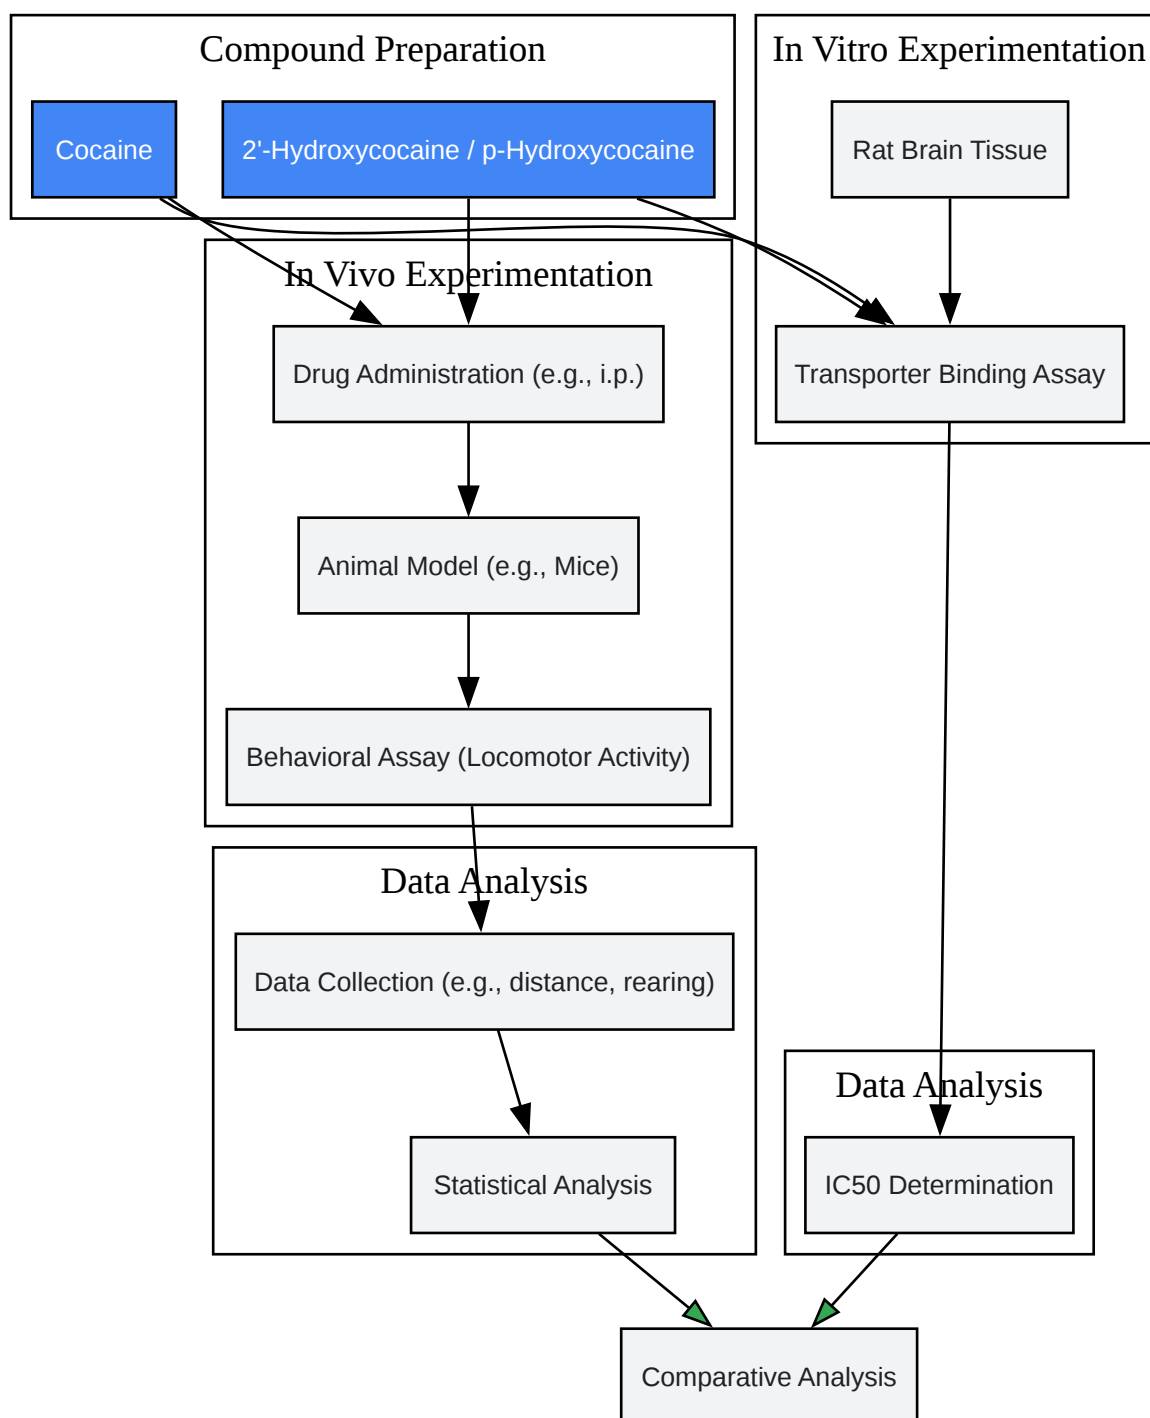 Compound Preparation
In Vitro Experimentation
Cocaine
2'-Hydroxycocaine / p-Hydroxycocaine
Rat Brain Tissue
In Vivo Experimentation
Drug Administration (e.g., i.p.)
Transporter Binding Assay
Animal Model (e.g., Mice)
Behavioral Assay (Locomotor Activity)
Data Analysis
Data Collection (e.g., distance, rearing)
Data Analysis
Statistical Analysis
IC50 Determination
Comparative Analysis